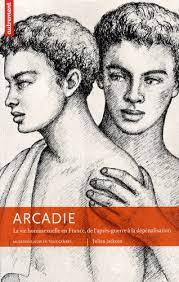 autrement
ARCADIE
La vie homosexuelle en France, de l'après-guerre à la dépénalisation
Julian Jackson